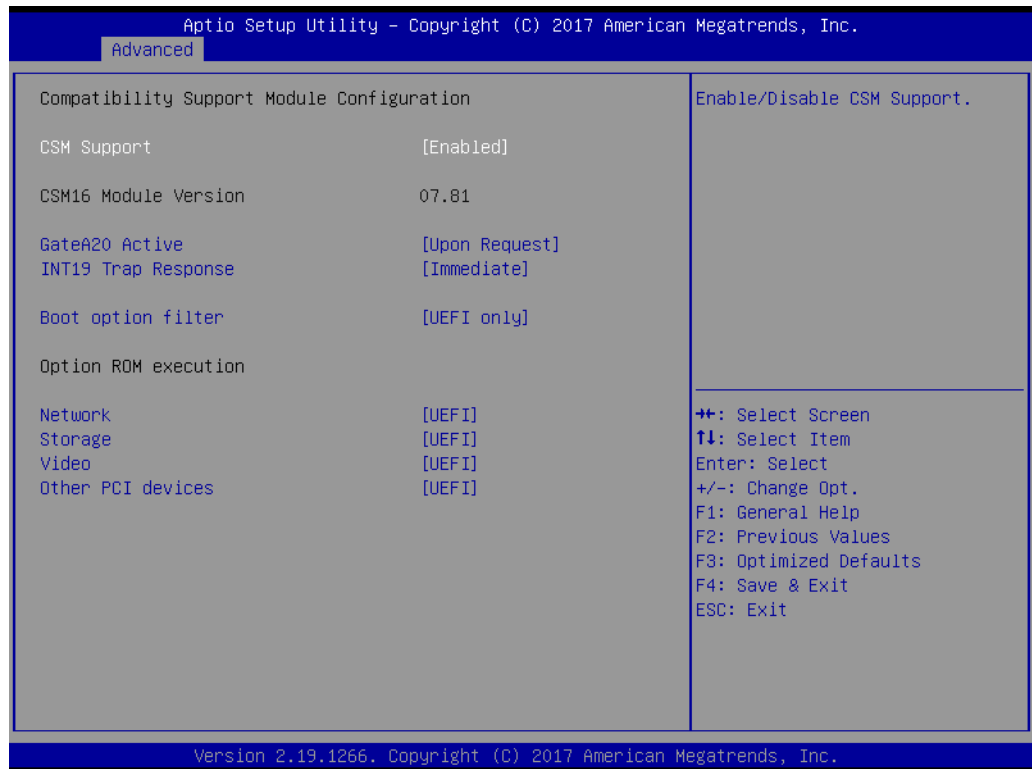 Aptio Setup Utility – Copyright (C) 2017 American Megatrends, Inc.
Advanced
Compatibility Support Module Configuration
CSM Support [Enabled]
CSM16 Module Version 07.81
GateA20 Active [Upon Request]
INT19 Trap Response [Immediate]
Boot option filter [UEFI only]
Option ROM execution
Network [UEFI]
Storage [UEFI]
Video [UEFI]
Other PCI devices [UEFI]
Enable/Disable CSM Support.
→←: Select Screen
↑↓: Select Item
Enter: Select
+/-: Change Opt.
F1: General Help
F2: Previous Values
F3: Optimized Defaults
F4: Save & Exit
ESC: Exit
Version 2.19.1266. Copyright (C) 2017 American Megatrends, Inc.